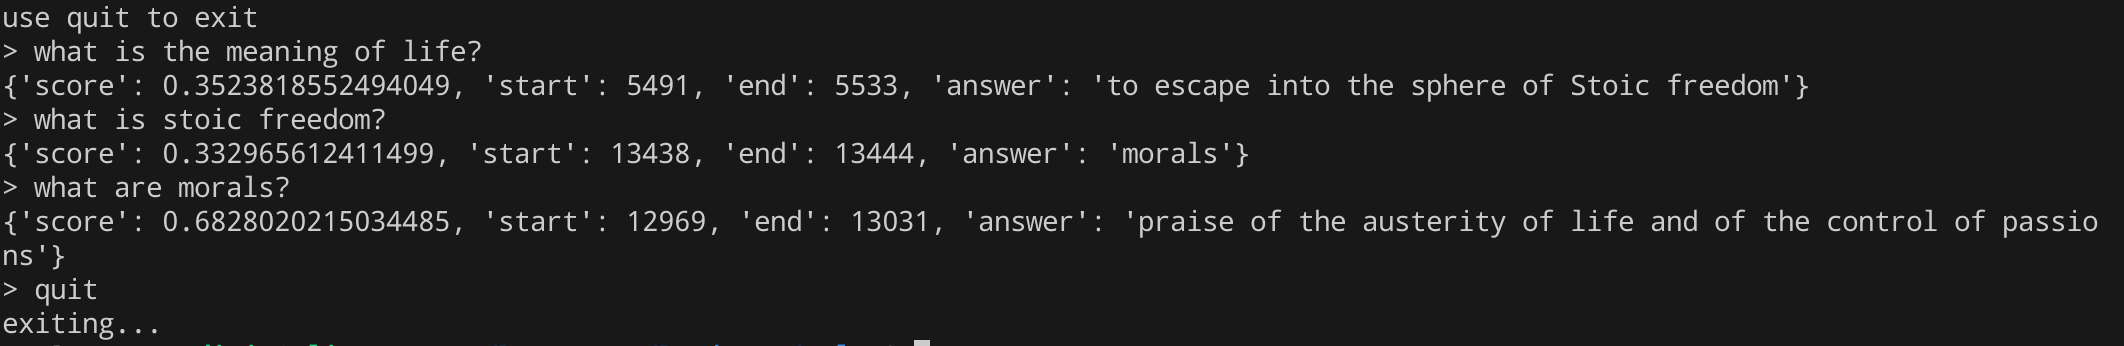 use quit to exit
> what is the meaning of life?
{'score': 0.3523818552494049, 'start': 5491, 'end': 5533, 'answer': 'to escape into the sphere of Stoic freedom'}
> what is stoic freedom?
{'score': 0.332965612411499, 'start': 13438, 'end': 13444, 'answer': 'morals'}
> what are morals?
{'score': 0.6828020215034485, 'start': 12969, 'end': 13031, 'answer': 'praise of the austerity of life and of the control of passio
ns'}
> quit
exiting...